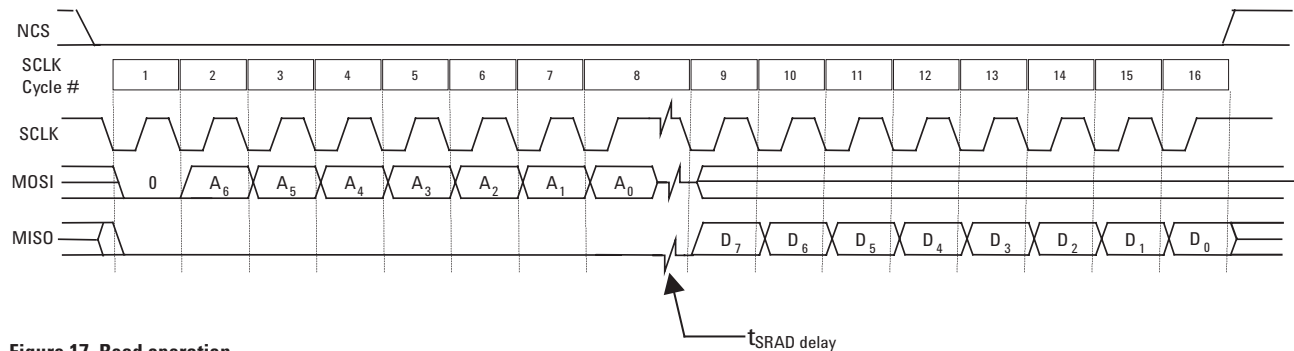 NCS
SCLK
Cycle #
1 2 3 4 5 6 7 8 9 10 11 12 13 14 15 16
SCLK
MOSI 0 A6 A5 A4 A3 A2 A1 A0
MISO D7 D6 D5 D4 D3 D2 D1 D0
tSRAD delay
Figure 17. Read operation